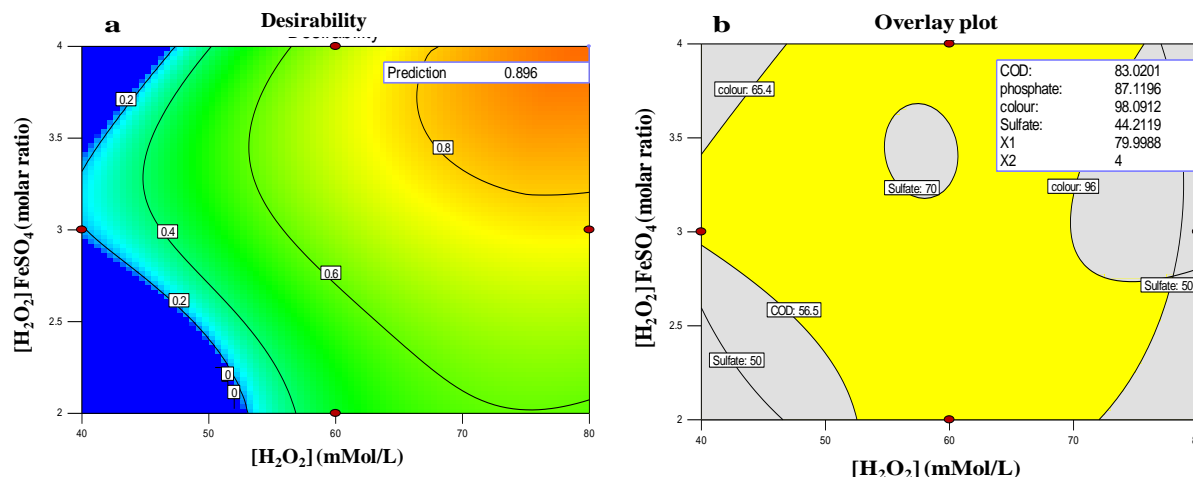 a
Desirability
Desirability
4
3.5
3
2.5
2
[H₂O₂] FeSO₄ (molar ratio)
Prediction 0.896
0.2
0.8
0.4
0.6
0.2
0
0
40
50
60
70
80
[H₂O₂] (mMol/L)
b
Overlay plot
4
3.5
3
2.5
2
[H₂O₂] FeSO₄ (molar ratio)
COD: 83.0201
phosphate: 87.1196
colour: 98.0912
Sulfate: 44.2119
X1 79.9988
X2 4
colour: 65.4
Sulfate: 70
colour: 96
Sulfate: 50
COD: 56.5
Sulfate: 50
40
50
60
70
[H₂O₂] (mMol/L)